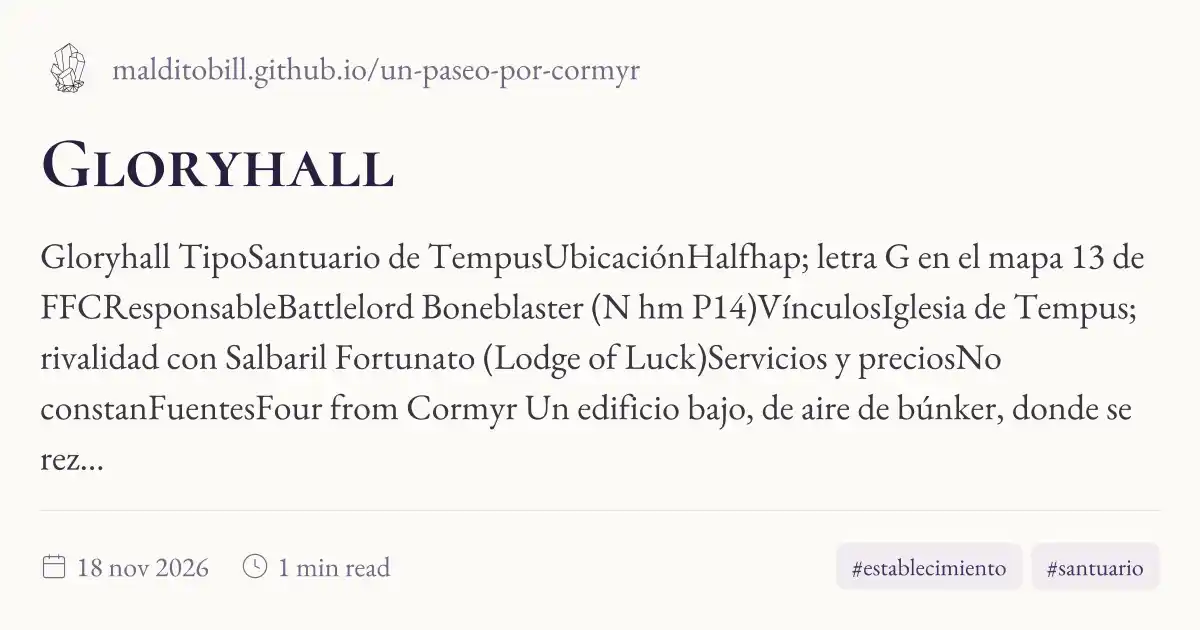 malditobill.github.io/un-paseo-por-cormyr
Gloryhall
Gloryhall TipoSantuario de TempusUbicaciónHalfhap; letra G en el mapa 13 de
FFCResponsableBattlelord Boneblaster (N hm P14)VínculosIglesia de Tempus;
rivalidad con Salbaril Fortunato (Lodge of Luck)Servicios y preciosNo
constanFuentesFour from Cormyr Un edificio bajo, de aire de búnker, donde se
rez...
18 nov 2026 1 min read #establecimiento #santuario